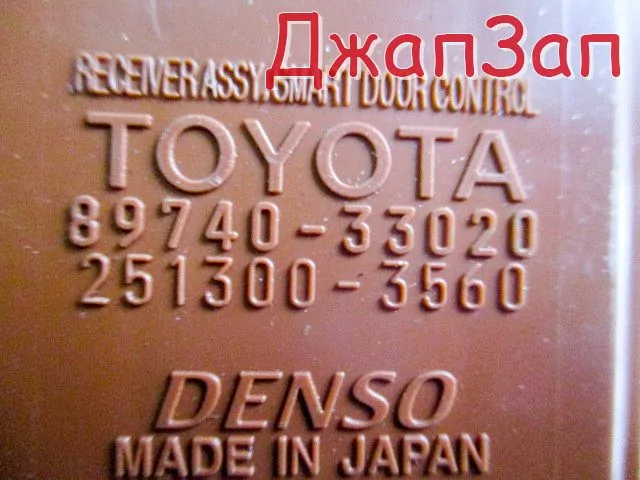 ДжапЗап
RECEIVER ASSY, SMART DOOR CONTROL
TOYOTA
89740-33020
251300-3560
DENSO
MADE IN JAPAN